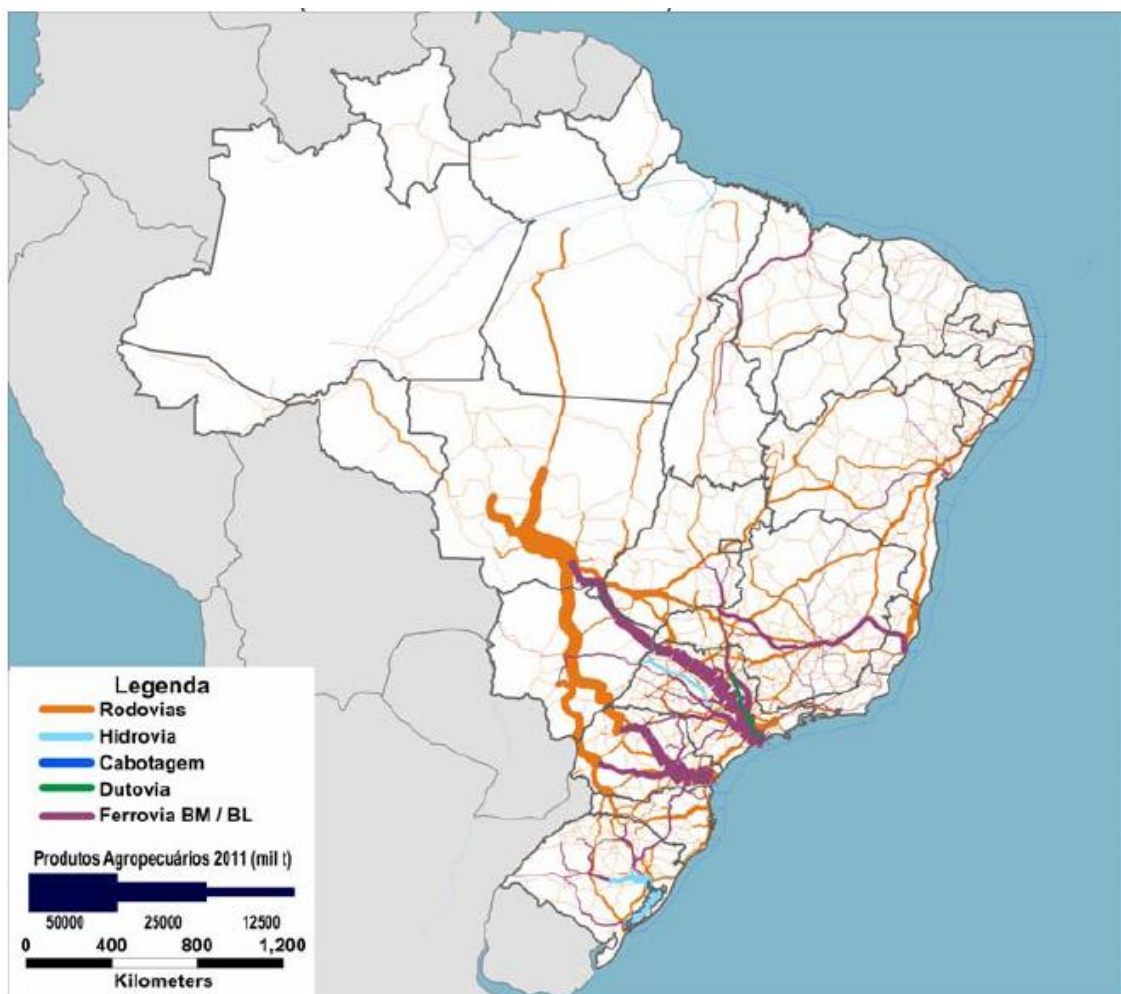 Legenda
Rodovias
Hidrovia
Cabotagem
Dutovia
Ferrovia BM / BL
Produtos Agropecuários 2011 (mil t)
50000 25000 12500
0 400 800 1,200
Kilometers